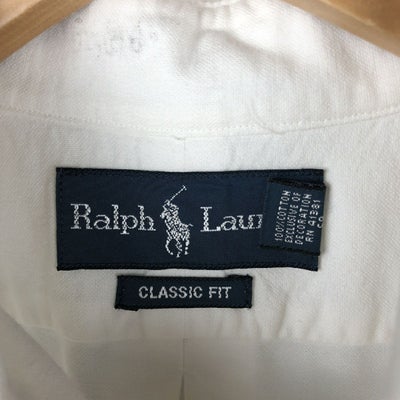 Ralph Lau
100% COTTON
EXCLUSIVE OF
DECORATION
RN 41381
CLASSIC FIT